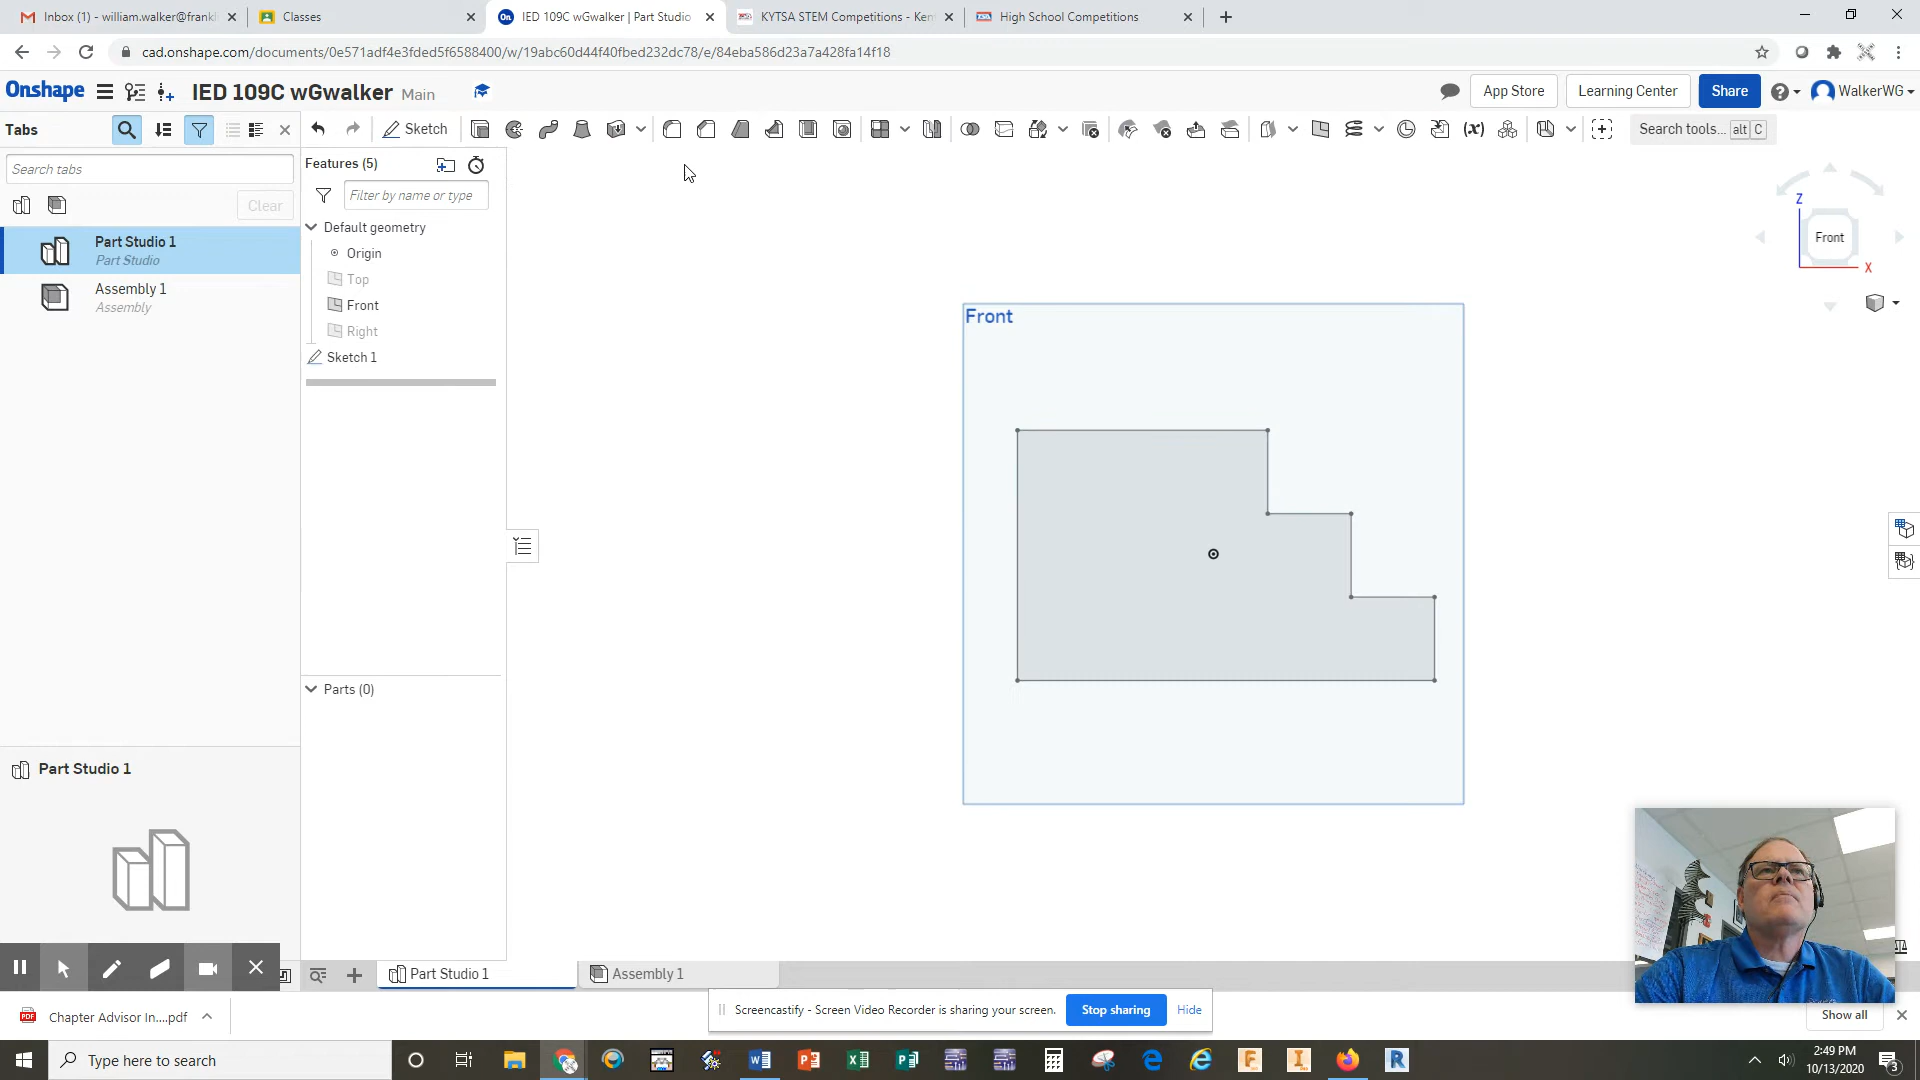 Inbox (1) - william.walker@frankl
Classes
IED 109C wGwalker | Part Studio
KYTSA STEM Competitions - Ken
High School Competitions
cad.onshape.com/documents/0e571adf4e3fded5f6588400/w/19abc60d44f40fbed232dc78/e/84eba586d23a7a428fa14f18
Onshape
IED 109C wGwalker Main
App Store
Learning Center
Share
WalkerWG
Tabs
Sketch
Search tools... alt C
Search tabs
Clear
Part Studio 1
Part Studio
Assembly 1
Assembly
Features (5)
Filter by name or type
Default geometry
Origin
Top
Front
Right
Sketch 1
Parts (0)
Front
Z
Front
X
Part Studio 1
Part Studio 1
Assembly 1
Screencastify - Screen Video Recorder is sharing your screen.
Stop sharing
Hide
Chapter Advisor In....pdf
Show all
Type here to search
2:49 PM
10/13/2020
3